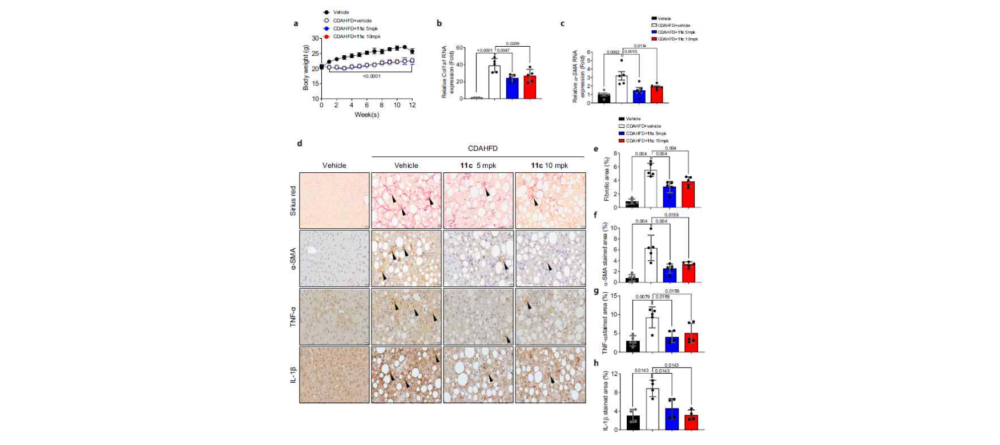 a
Vehicle
CDAHFD+vehicle
CDAHFD+11c 5mpk
CDAHFD+11c 10mpk
Body weight (g)
30
25
20
15
10
<0.0001
0 2 4 6 8 10 12
Week(s)
b
Relative Col1a1 RNA
expression (Fold)
60
40
20
0
0.0209
<0.0001 0.0047
c
Vehicle
CDAHFD+vehicle
CDAHFD+11c 5mpk
CDAHFD+11c 10mpk
Relative α-SMA RNA
expression (Fold)
6
5
4
3
2
1
0
0.0114
0.0002 0.0015
d
CDAHFD
Vehicle Vehicle 11c 5 mpk 11c 10 mpk
Sirius red
α-SMA
TNF-α
IL-1β
Vehicle
CDAHFD+vehicle
CDAHFD+11c 5mpk
CDAHFD+11c 10mpk
e
Fibrotic area (%)
8
6
4
2
0
0.004
0.004 0.004
f
α-SMA stained area (%)
10
8
6
4
2
0
0.0159
0.004 0.004
g
TNF-αstained area (%)
15
10
5
0
0.0159
0.0079 0.0159
h
IL-1β stained area (%)
12
8
4
0
0.0143
0.0143 0.0143